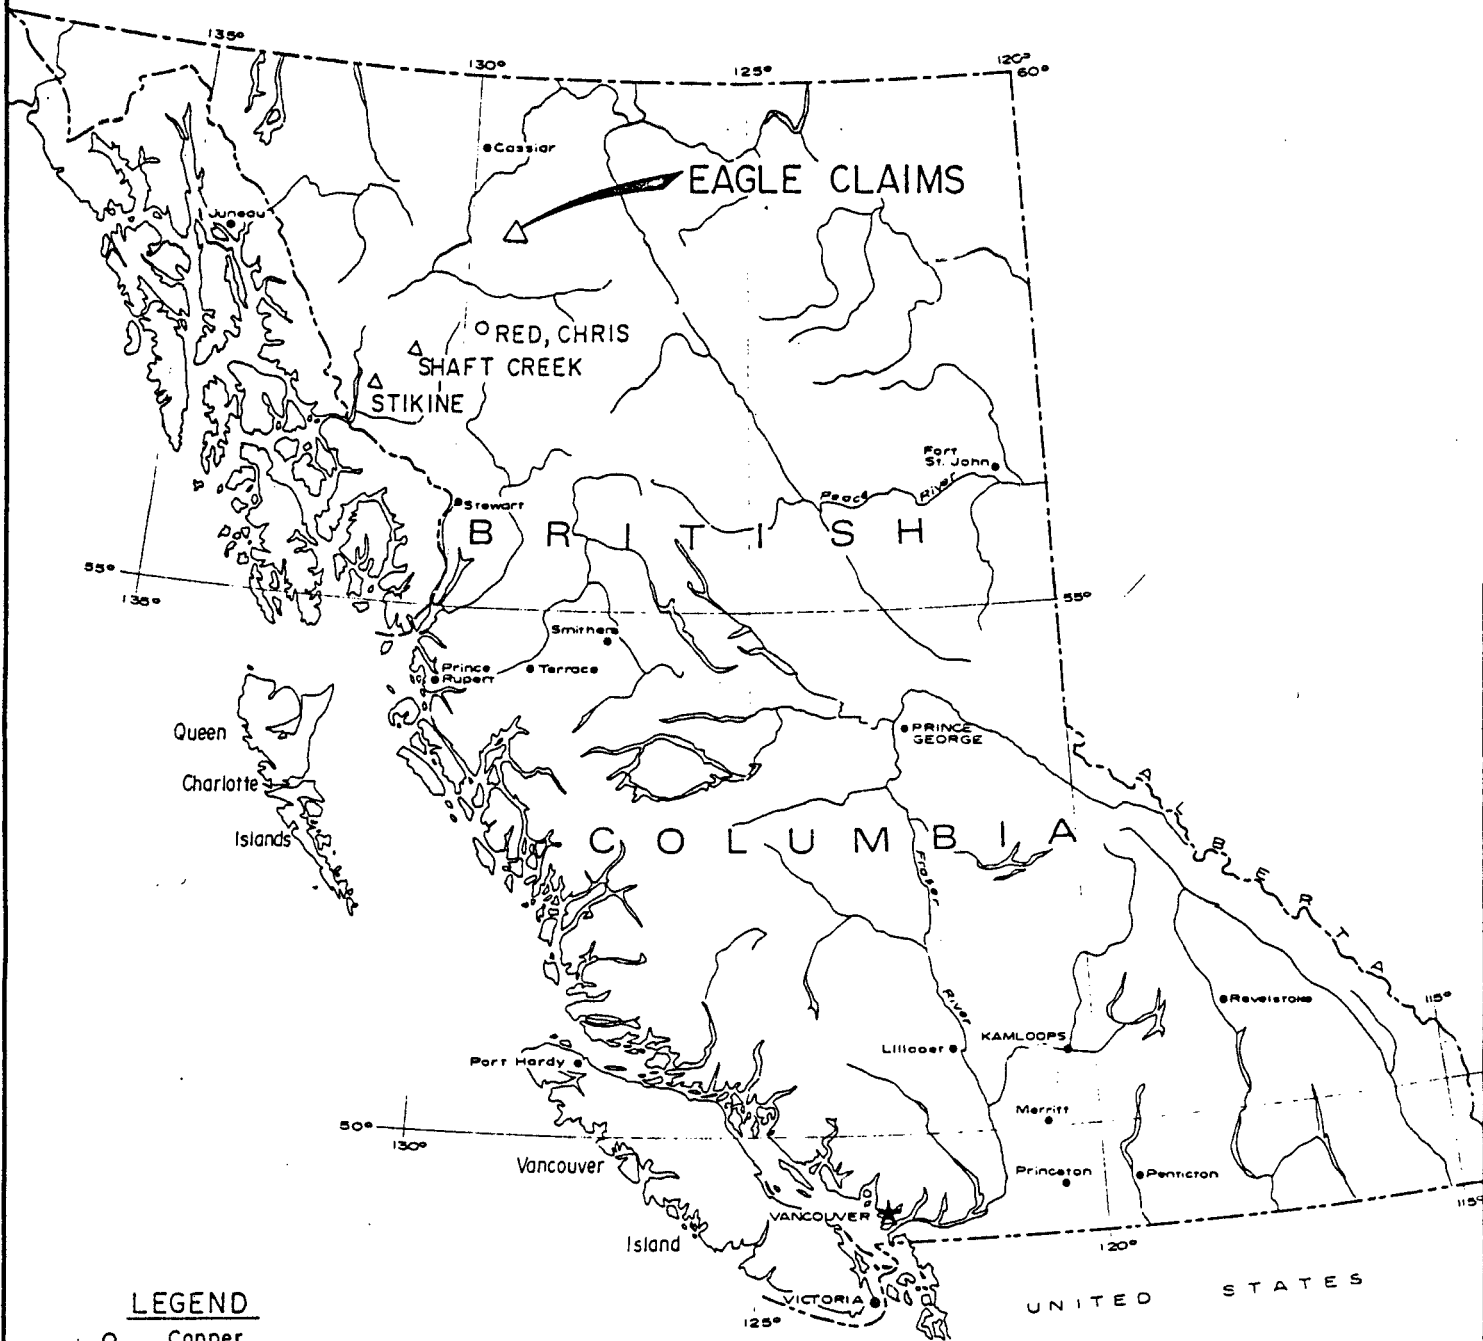 135°
130°
125°
120°
60°
Cassiar
EAGLE CLAIMS
Juneau
RED, CHRIS
SHAFT CREEK
STIKINE
Fort
St. John
Peace River
Stewart
BRITISH
55°
135°
55°
Smithers
Prince
Rupert
Terrace
Queen
Charlotte
Islands
PRINCE
GEORGE
COLUMBIA
ALBERTA
Fraser
River
Revelstoke
115°
KAMLOOPS
Lillooet
Port Hardy
Merritt
50°
130°
Vancouver
Island
Princeton
Penticton
VANCOUVER
115°
120°
UNITED STATES
VICTORIA
125°
LEGEND
Copper